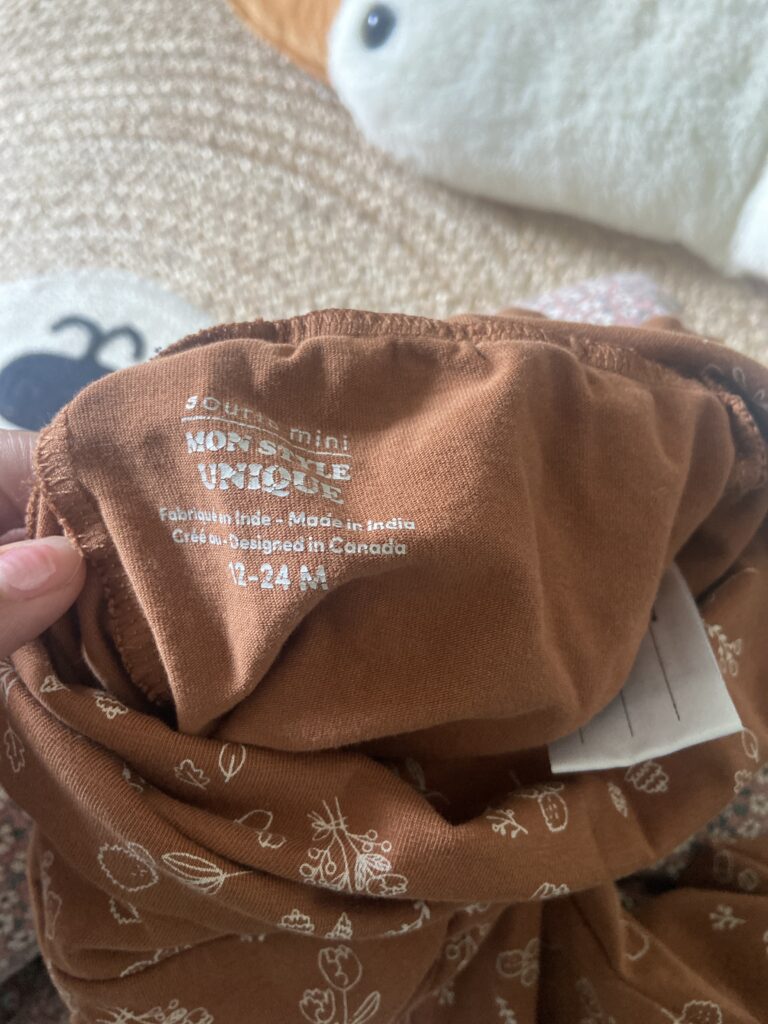 souris mini
MON STYLE
UNIQUE
Fabriqué en Inde - Made in India
Créé au - Designed in Canada
12-24 M